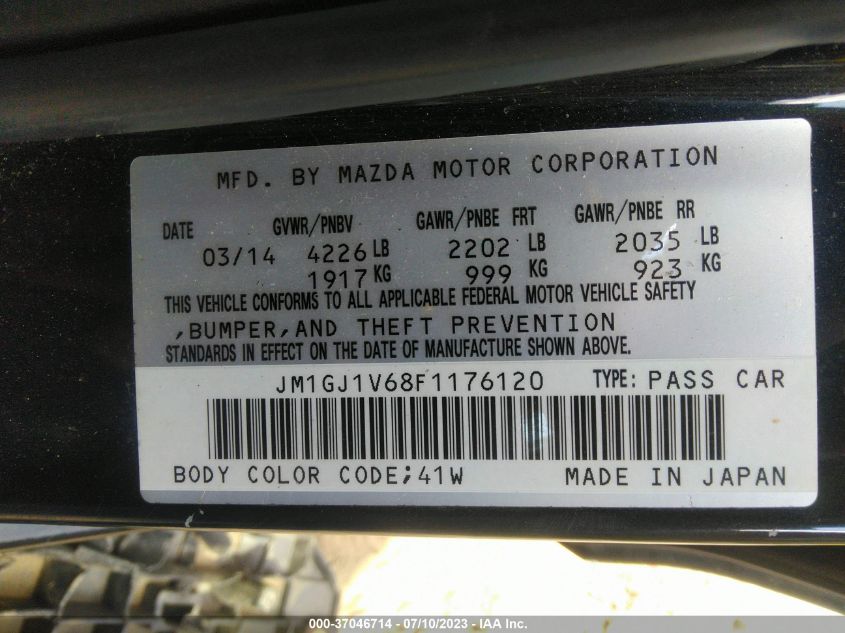 MFD. BY MAZDA MOTOR CORPORATION
DATE GVWR/PNBV GAWR/PNBE FRT GAWR/PNBE RR
03/14 4226 LB 2202 LB 2035 LB
1917 KG 999 KG 923 KG
THIS VEHICLE CONFORMS TO ALL APPLICABLE FEDERAL MOTOR VEHICLE SAFETY
,BUMPER,AND THEFT PREVENTION
STANDARDS IN EFFECT ON THE DATE OF MANUFACTURE SHOWN ABOVE.
JM1GJ1V68F1176120 TYPE: PASS CAR
BODY COLOR CODE;41W MADE IN JAPAN
000-37046714 - 07/10/2023 - IAAI.COM